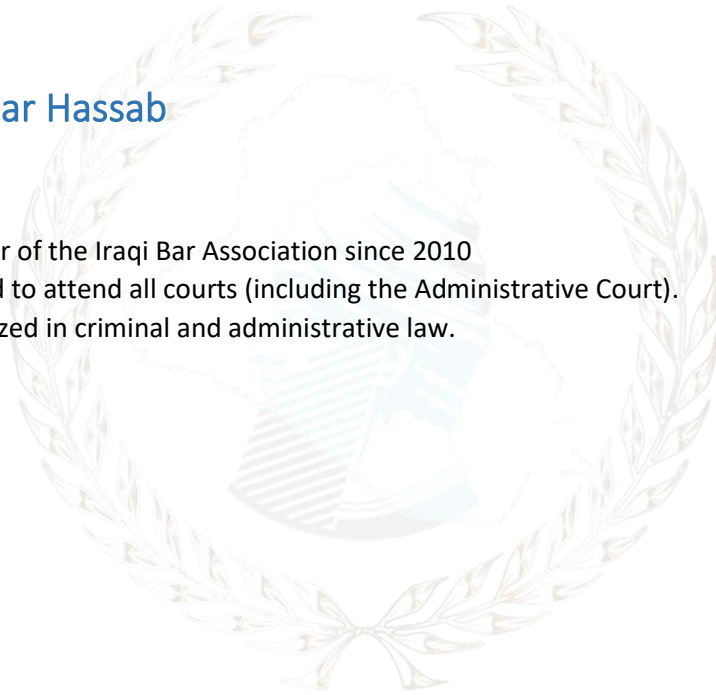 ar Hassab
r of the Iraqi Bar Association since 2010
d to attend all courts (including the Administrative Court).
zed in criminal and administrative law.